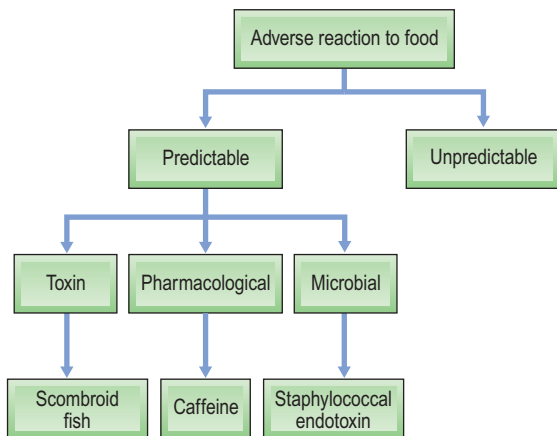 Adverse reaction to food
Predictable
Unpredictable
Toxin
Pharmacological
Microbial
Scombroid
fish
Caffeine
Staphylococcal
endotoxin